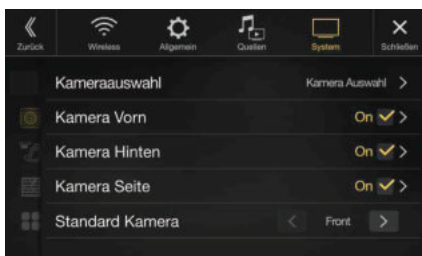 Zurück Wireless Allgemein Quellen System Schließen
Kameraauswahl Kamera Auswahl >
Kamera Vorn On >
Kamera Hinten On >
Kamera Seite On >
Standard Kamera < Front >